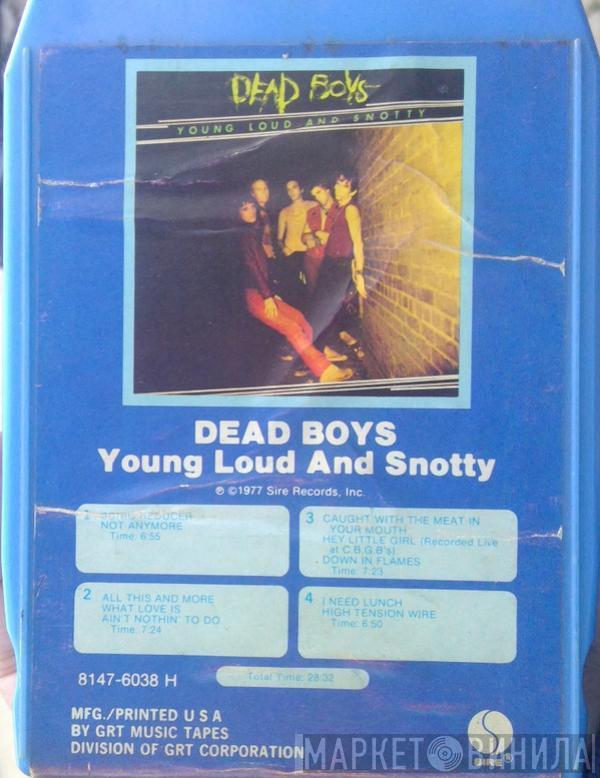 DEAD BOYS
YOUNG LOUD AND SNOTTY
DEAD BOYS
Young Loud And Snotty
℗ ©1977 Sire Records, Inc.
1 SONIC REDUCER
NOT ANYMORE
Time: 6:55
2 ALL THIS AND MORE
WHAT LOVE IS
AIN'T NOTHIN' TO DO
Time: 7:24
3 CAUGHT WITH THE MEAT IN
YOUR MOUTH
HEY LITTLE GIRL (Recorded Live
at C.B.G.B's)
DOWN IN FLAMES
Time: 7:23
4 I NEED LUNCH
HIGH TENSION WIRE
Time: 6:50
8147-6038 H
Total Time: 28:32
MFG./PRINTED U S A
BY GRT MUSIC TAPES
DIVISION OF GRT CORPORATION
SIRE®
МАРКЕТ ВИНИЛА